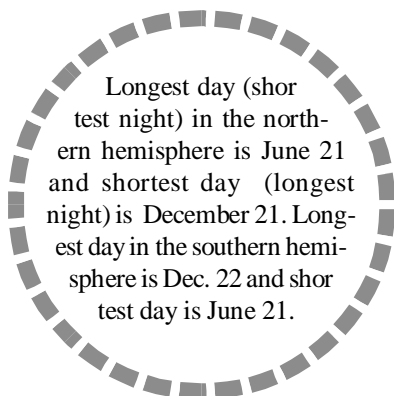 Longest day (shor
test night) in the north-
ern hemisphere is June 21
and shortest day (longest
night) is December 21. Long-
est day in the southern hemi-
sphere is Dec. 22 and shor
test day is June 21.